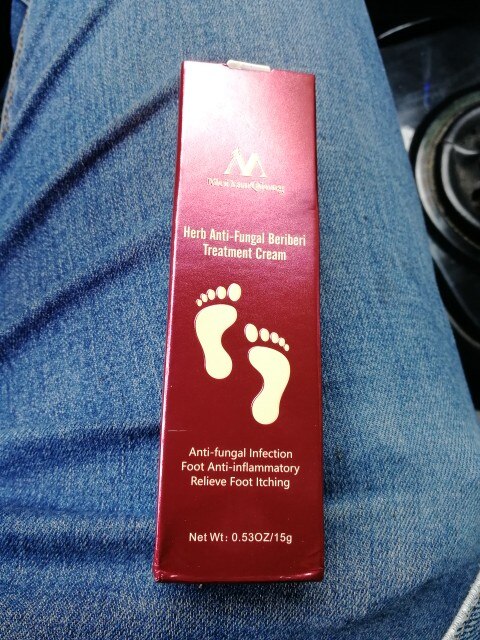 Herb Anti-Fungal Beriberi
Treatment Cream
Anti-fungal Infection
Foot Anti-inflammatory
Relieve Foot Itching
Net Wt: 0.53OZ/15g